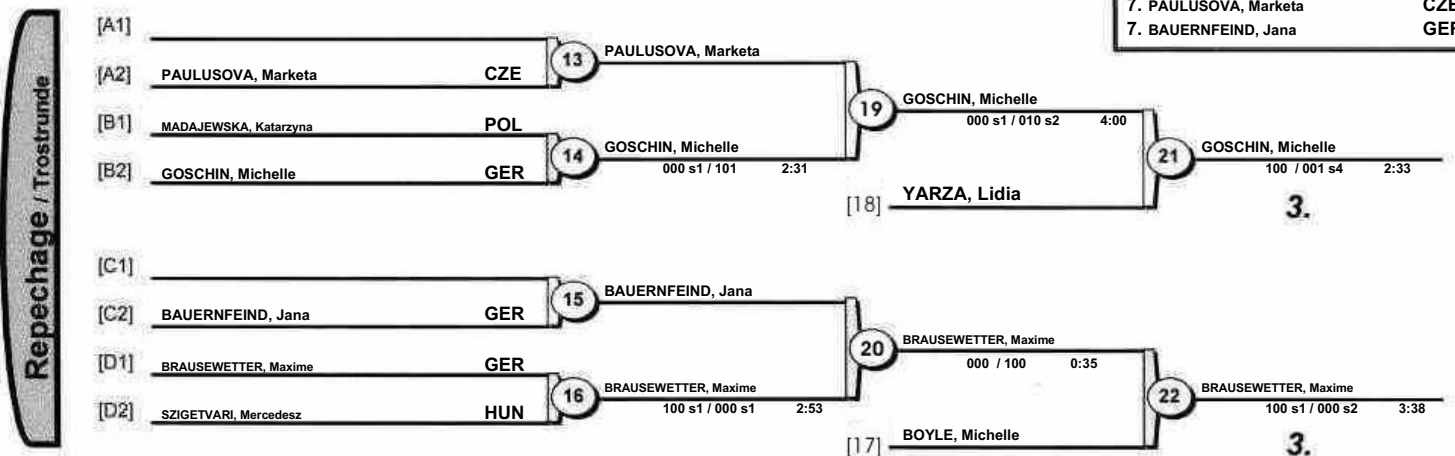 7. PAULUSOVA, Marketa CZE
7. BAUERNFEIND, Jana GER
Repechage / Trostrunde
[A1]
[A2] PAULUSOVA, Marketa CZE
13 PAULUSOVA, Marketa
[B1] MADAJEWSKA, Katarzyna POL
[B2] GOSCHIN, Michelle GER
14 GOSCHIN, Michelle
000 s1 / 101 2:31
19 GOSCHIN, Michelle
000 s1 / 010 s2 4:00
[18] YARZA, Lidia
21 GOSCHIN, Michelle
100 / 001 s4 2:33
3.
[C1]
[C2] BAUERNFEIND, Jana GER
15 BAUERNFEIND, Jana
[D1] BRAUSEWETTER, Maxime GER
[D2] SZIGETVARI, Mercedesz HUN
16 BRAUSEWETTER, Maxime
100 s1 / 000 s1 2:53
20 BRAUSEWETTER, Maxime
000 / 100 0:35
[17] BOYLE, Michelle
22 BRAUSEWETTER, Maxime
100 s1 / 000 s2 3:38
3.